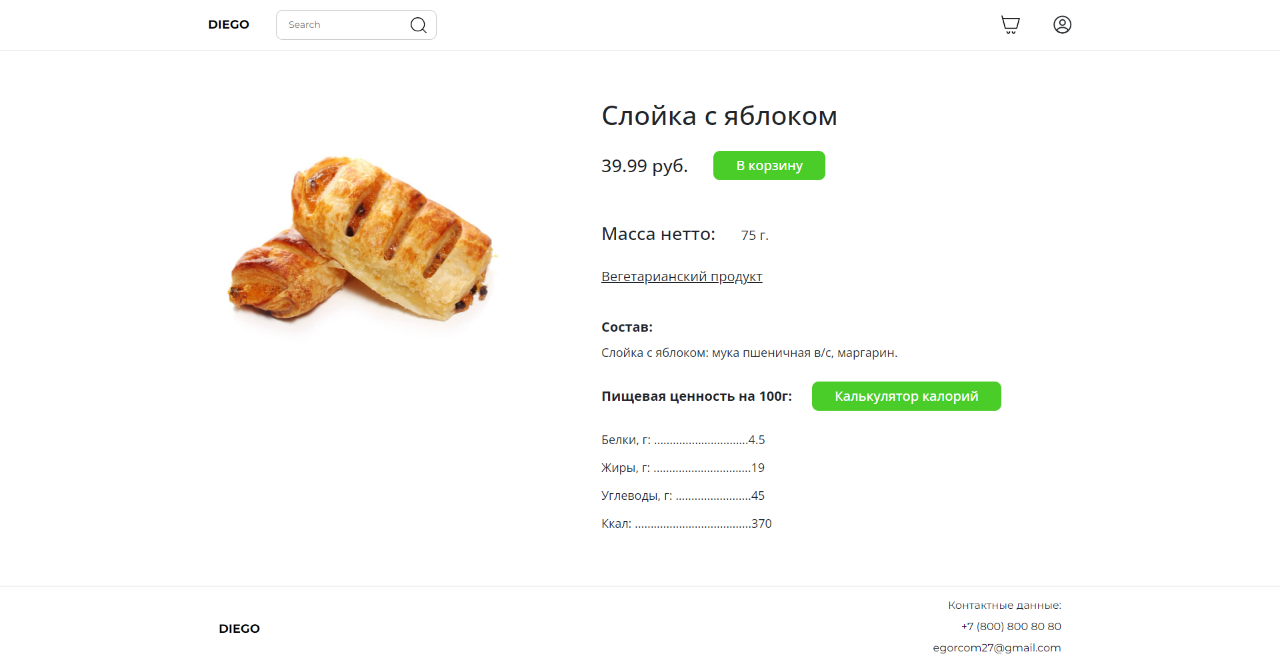 DIEGO
Search
Слойка с яблоком
39.99 руб.
В корзину
Масса нетто: 75 г.
Вегетарианский продукт
Состав:
Слойка с яблоком: мука пшеничная в/с, маргарин.
Пищевая ценность на 100г:
Калькулятор калорий
Белки, г: ..............................4.5
Жиры, г: ...............................19
Углеводы, г: ........................45
Ккал: .....................................370
DIEGO
Контактные данные:
+7 (800) 800 80 80
egorcom27@gmail.com